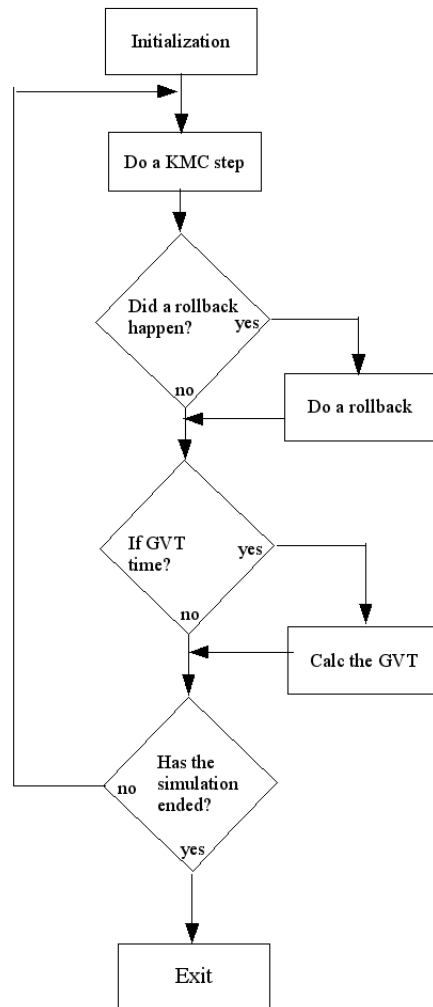 Initialization
Do a KMC step
Did a rollback
happen?
yes
no
Do a rollback
If GVT
time?
yes
no
Calc the GVT
Has the
simulation
ended?
no
yes
Exit